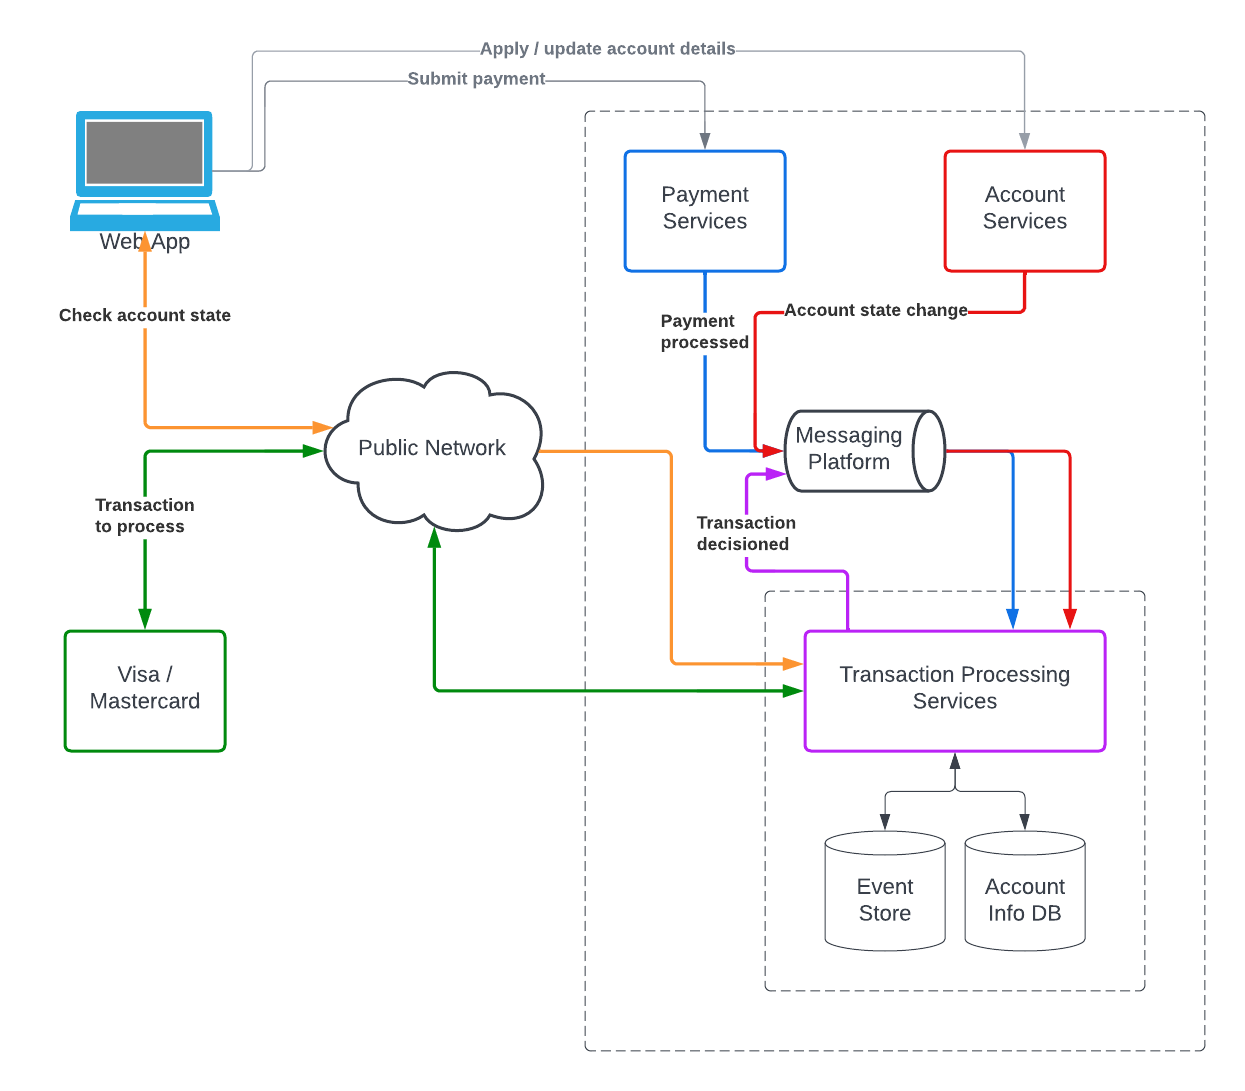 Apply / update account details
Submit payment
Payment
Services
Account
Services
Web App
Check account state
Payment
processed
Account state change
Public Network
Messaging
Platform
Transaction
to process
Transaction
decisioned
Visa /
Mastercard
Transaction Processing
Services
Event
Store
Account
Info DB